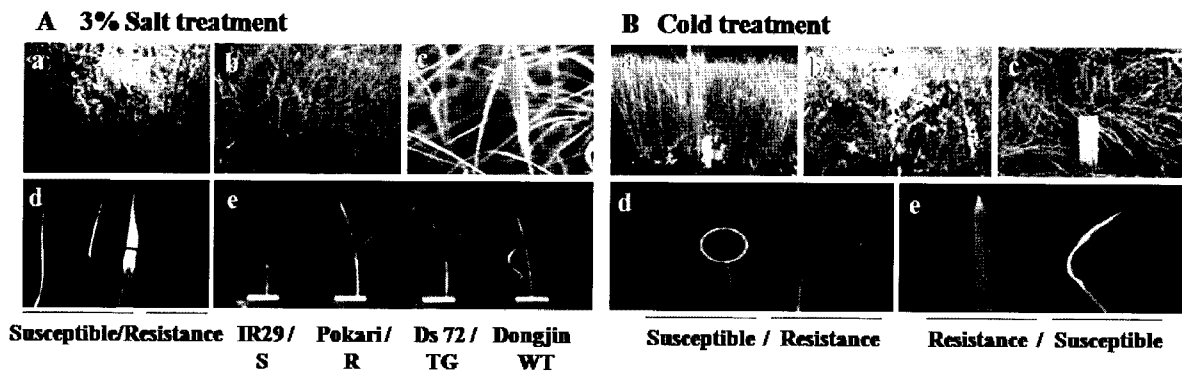 A 3% Salt treatment
a b c
d e
Susceptible/Resistance
IR29 / S
Pokari / R
Ds 72 / TG
Dongjin WT
B Cold treatment
a b c
d e
Susceptible / Resistance
Resistance / Susceptible